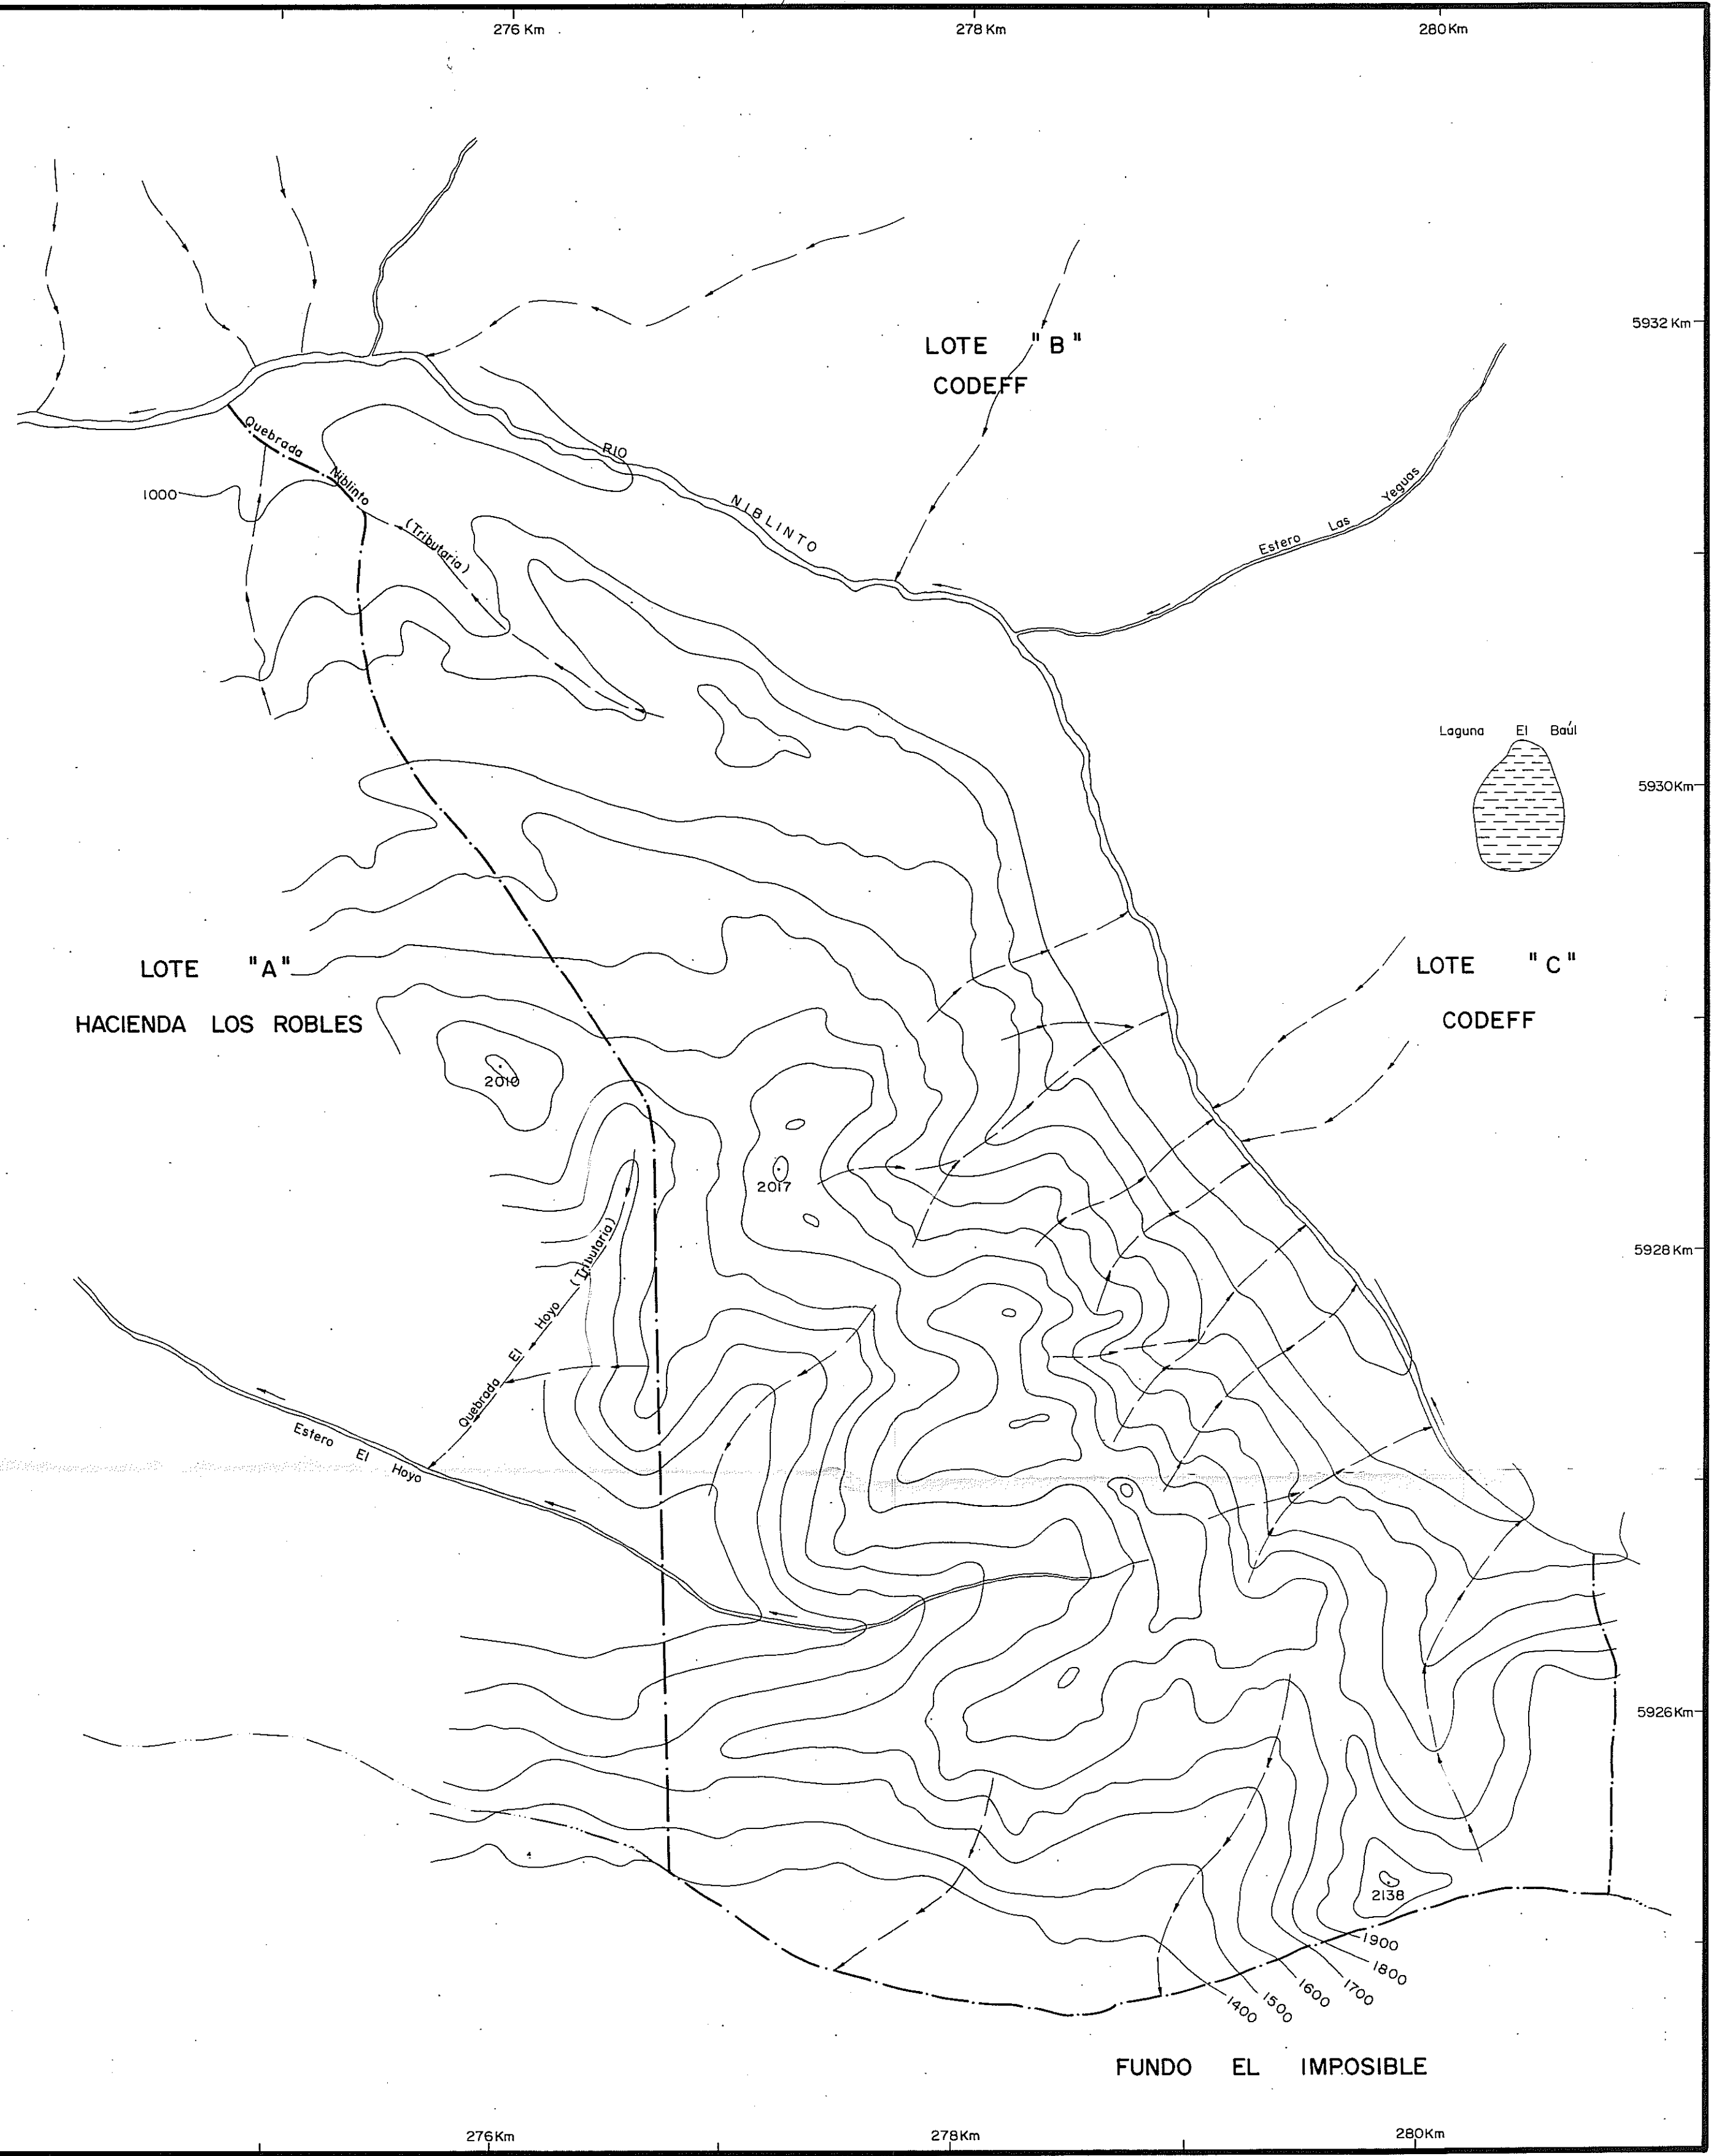 276 Km 278 Km 280 Km
5932 Km
LOTE "B"
CODEFF
Quebrada Niblinto (Tributaria)
RIO NIBLINTO
1000
Estero Las Yeguas
Laguna El Baúl
5930 Km
LOTE "A"
HACIENDA LOS ROBLES
LOTE "C"
CODEFF
2010
2017
5928 Km
Quebrada El Hoyo (Tributaria)
Estero El Hoyo
5926 Km
2138
1900
1800
1700
1600
1500
1400
FUNDO EL IMPOSIBLE
276 Km 278 Km 280 Km